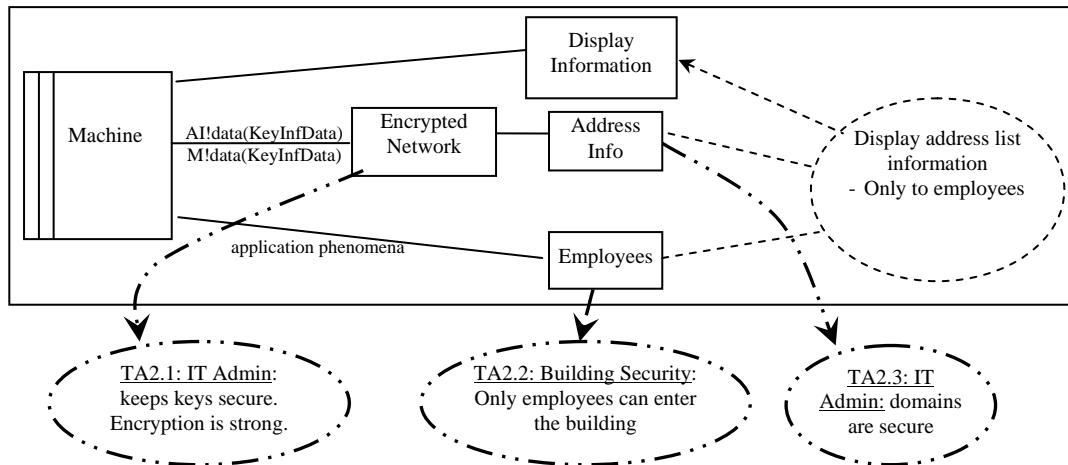 Display
Information
Machine
AI!data(KeyInfData)
M!data(KeyInfData)
Encrypted
Network
Address
Info
Display address list
information
- Only to employees
application phenomena
Employees
TA2.1: IT Admin:
keeps keys secure.
Encryption is strong.
TA2.2: Building Security:
Only employees can enter
the building
TA2.3: IT
Admin: domains
are secure